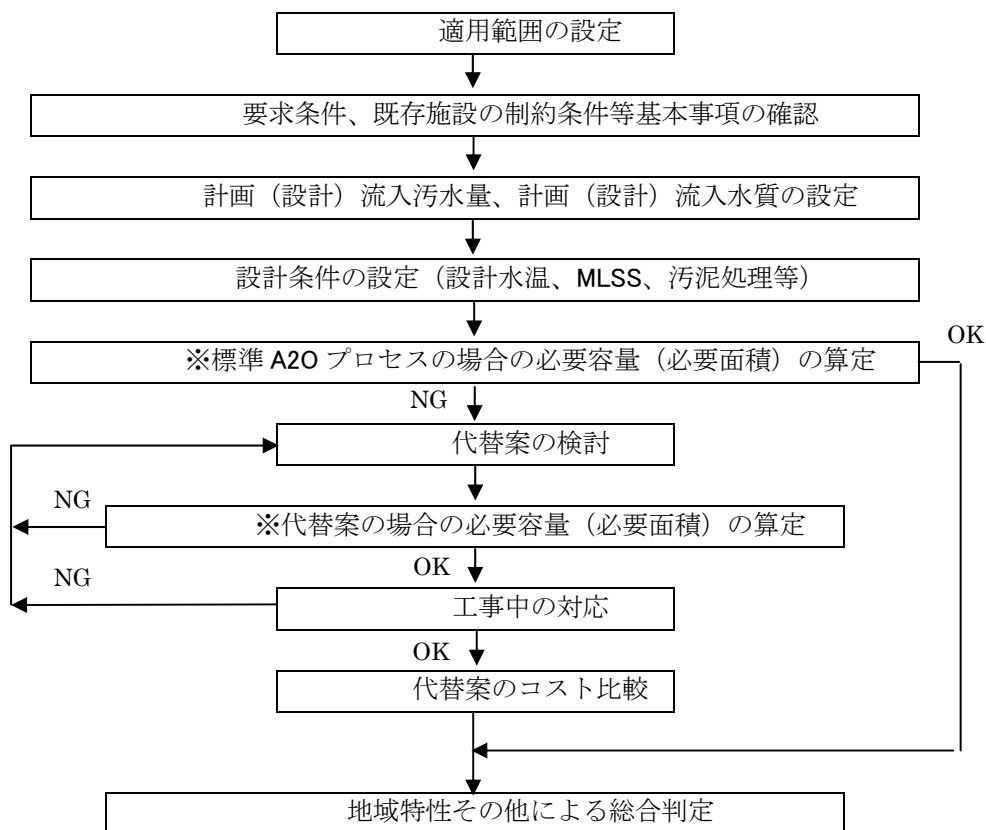 適用範囲の設定
要求条件、既存施設の制約条件等基本事項の確認
計画（設計）流入汚水量、計画（設計）流入水質の設定
設計条件の設定（設計水温、MLSS、汚泥処理等）
OK
※標準 A2O プロセスの場合の必要容量（必要面積）の算定
NG
代替案の検討
NG
※代替案の場合の必要容量（必要面積）の算定
OK
NG
工事中の対応
OK
代替案のコスト比較
地域特性その他による総合判定